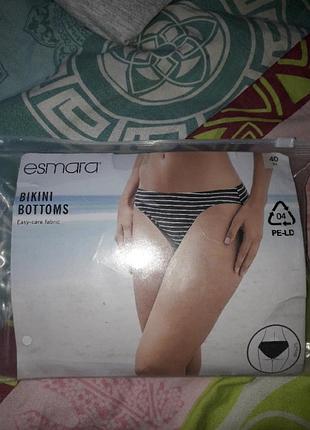 esmara®
BIKINI
BOTTOMS
Easy-care fabric
40
04
PE-LD